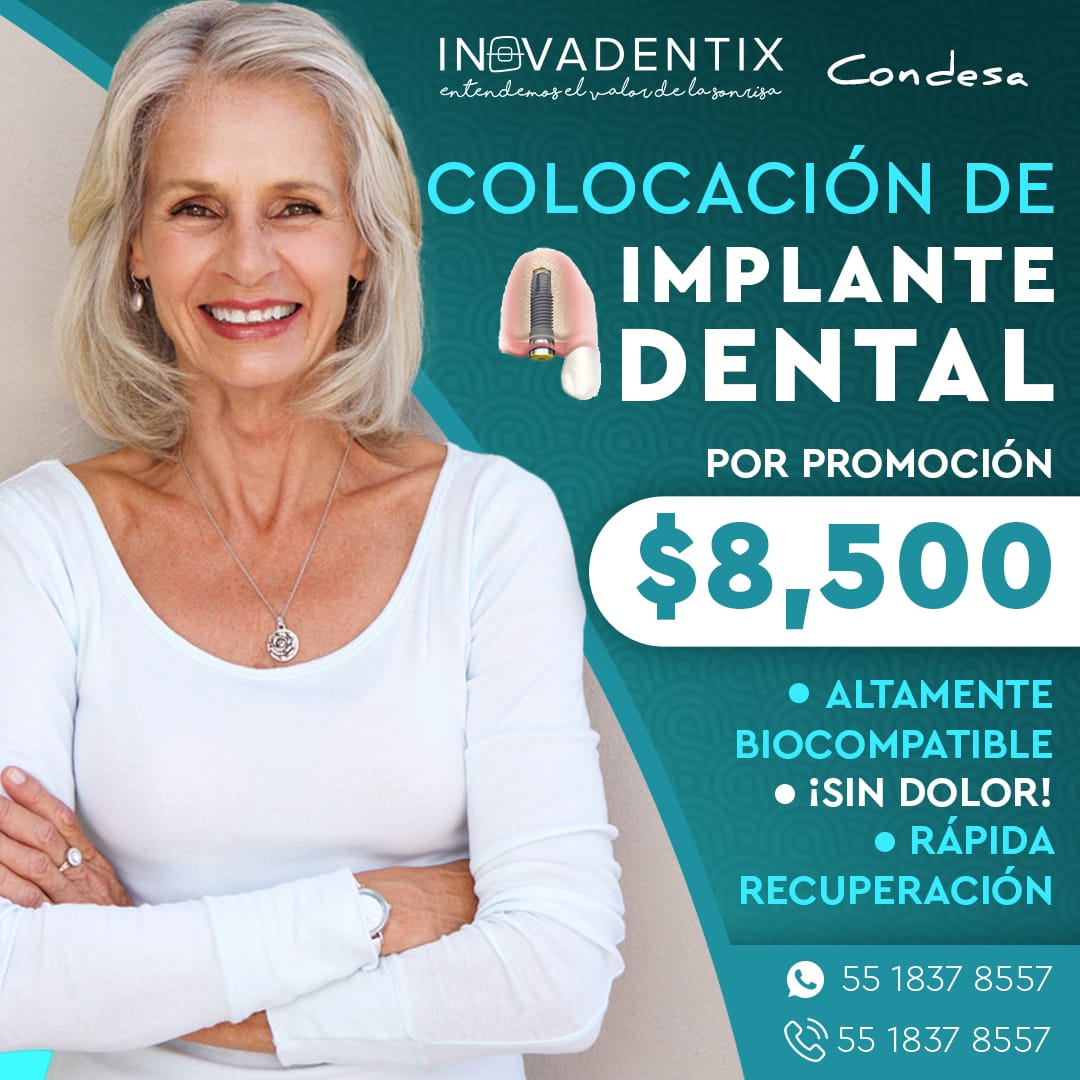 INOVADENTIX
entendemos el valor de la sonrisa
Condesa
COLOCACIÓN DE
IMPLANTE
DENTAL
POR PROMOCIÓN
$8,500
• ALTAMENTE
BIOCOMPATIBLE
• ¡SIN DOLOR!
• RÁPIDA
RECUPERACIÓN
55 1837 8557
55 1837 8557